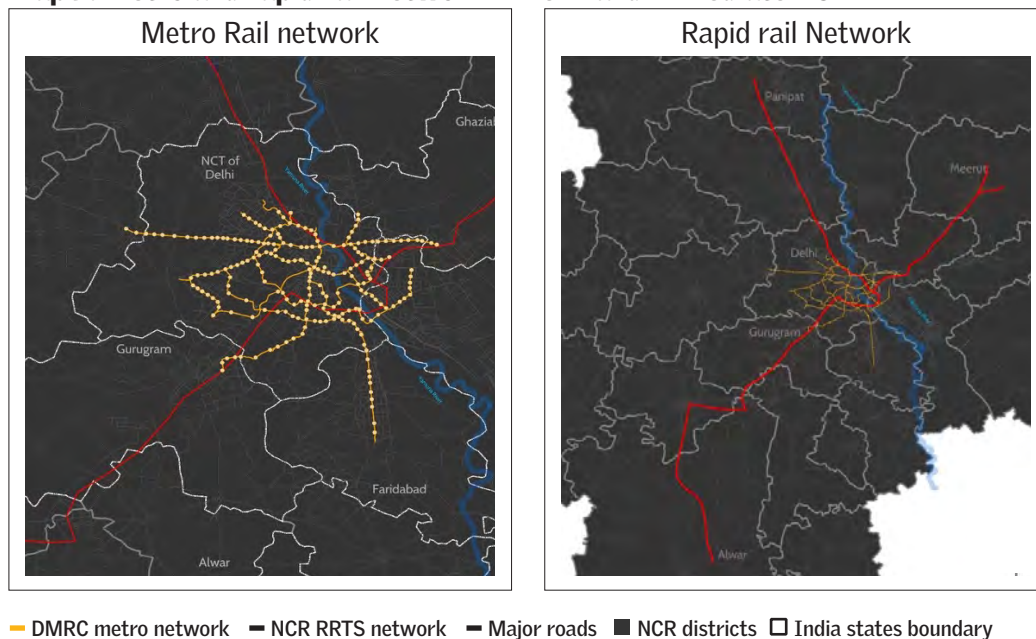 Metro Rail network
Ghaziab
NCT of
Delhi
Gurugram
Faridabad
Alwar
Rapid rail Network
Panipat
Meerut
Delhi
Gurugram
Alwar
DMRC metro network NCR RRTS network Major roads NCR districts India states boundary